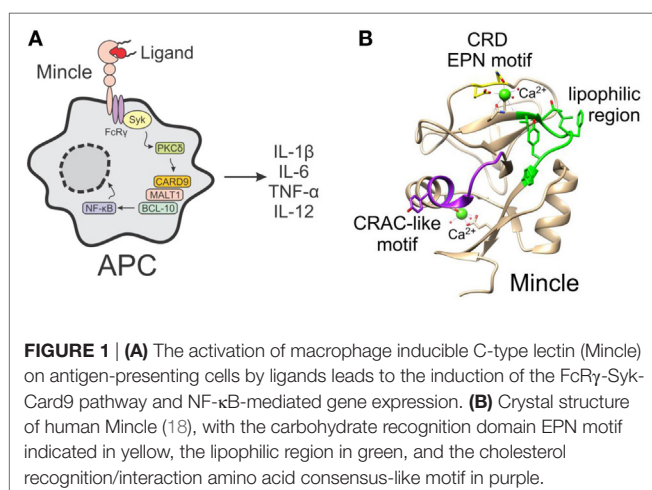 A
Ligand
Mincle
FcRγ
Syk
PKCδ
CARD9
MALT1
BCL-10
NF-κB
APC
IL-1β
IL-6
TNF-α
IL-12
B
CRD
EPN motif
Ca2+
lipophilic
region
CRAC-like
motif
Ca2+
Mincle
FIGURE 1 | (A) The activation of macrophage inducible C-type lectin (Mincle)
on antigen-presenting cells by ligands leads to the induction of the FcRγ-Syk-
Card9 pathway and NF-κB-mediated gene expression. (B) Crystal structure
of human Mincle (18), with the carbohydrate recognition domain EPN motif
indicated in yellow, the lipophilic region in green, and the cholesterol
recognition/interaction amino acid consensus-like motif in purple.